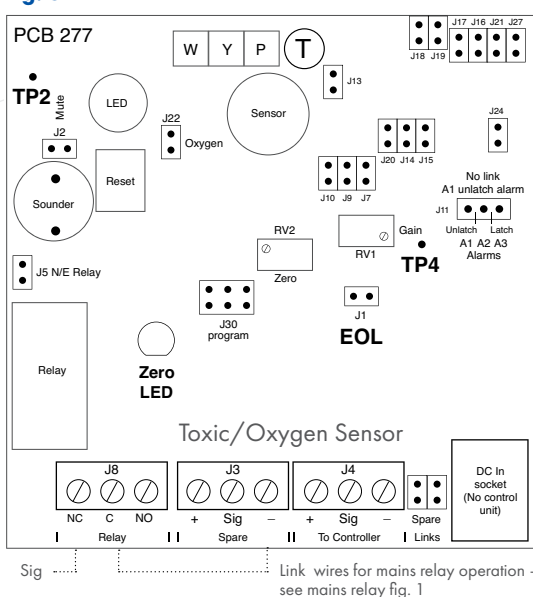 PCB 277
W Y P T
J17 J16 J21 J27
J18 J19
TP2
Mute
LED
J13
J22
Sensor
J24
J2
Oxygen
Reset
J20 J14 J15
No link
A1 unlatch alarm
Sounder
J10 J9 J7
J11
Unlatch Latch
RV2
Gain
A1 A2 A3
Alarms
RV1
TP4
J5 N/E Relay
Zero
J30
program
J1
EOL
Relay
Zero
LED
Toxic/Oxygen Sensor
J8 J3 J4
DC In
socket
(No control
unit)
NC C NO + Sig – + Sig – Spare
Relay Spare To Controller Links
Sig
Link wires for mains relay operation -
see mains relay fig. 1